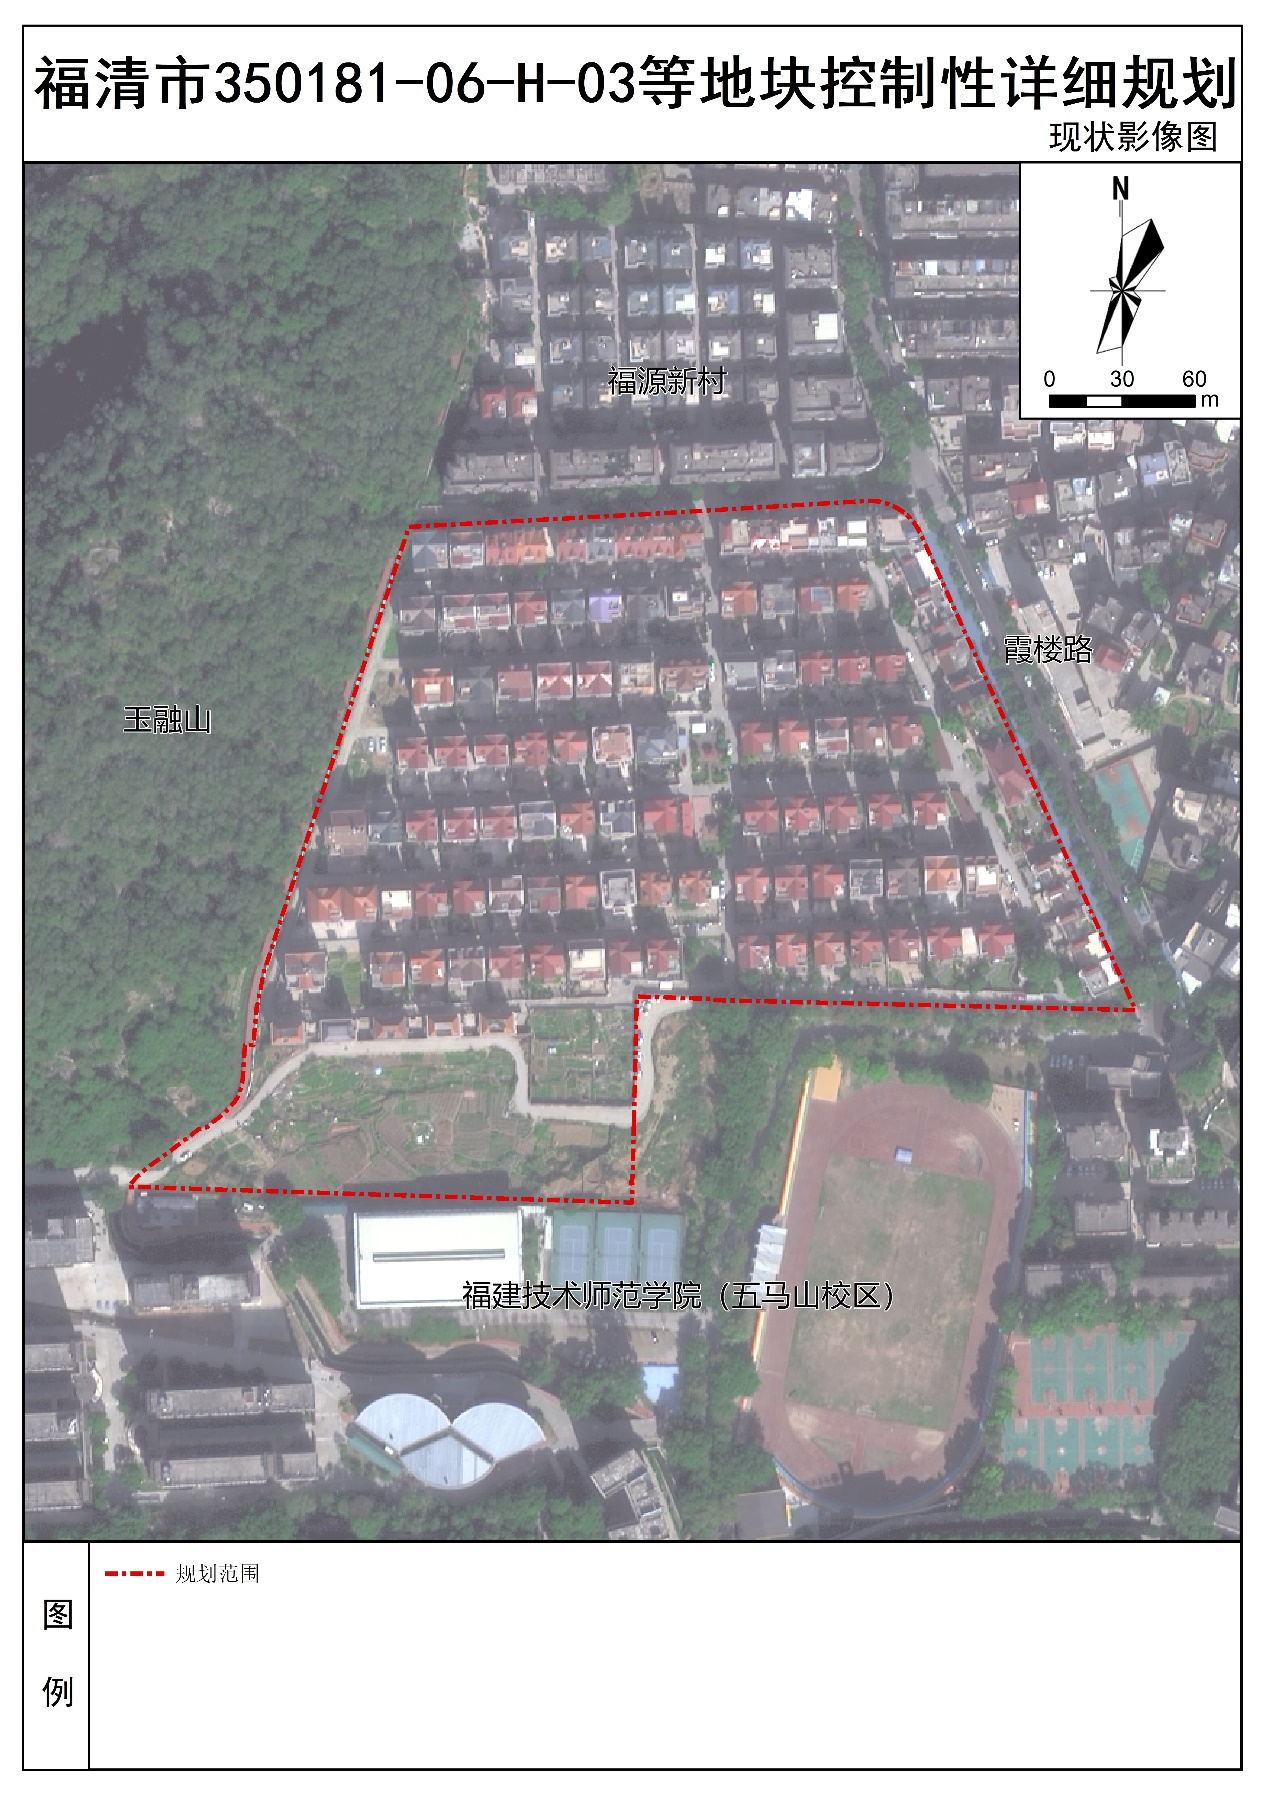 福清市350181-06-H-03等地块控制性详细规划
现状影像图
N
0 30 60
m
福源新村
霞楼路
玉融山
福建技术师范学院（五马山校区）
图例
规划范围